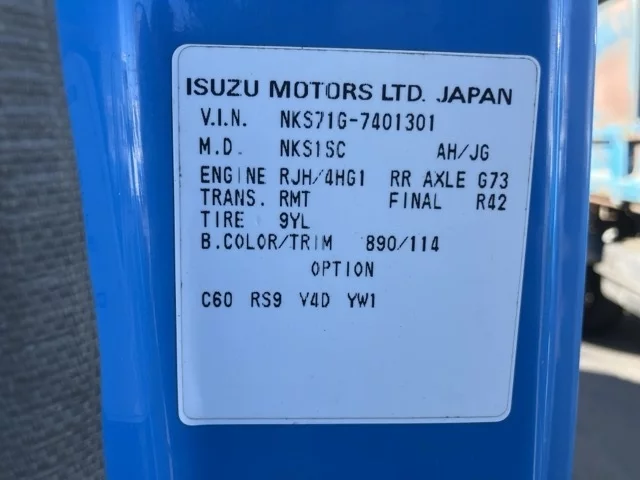 ISUZU MOTORS LTD. JAPAN
V.I.N. NKS71G-7401301
M.D. NKS1SC AH/JG
ENGINE RJH/4HG1 RR AXLE G73
TRANS. RMT FINAL R42
TIRE 9YL
B.COLOR/TRIM 890/114
OPTION
C60 RS9 V4D YW1